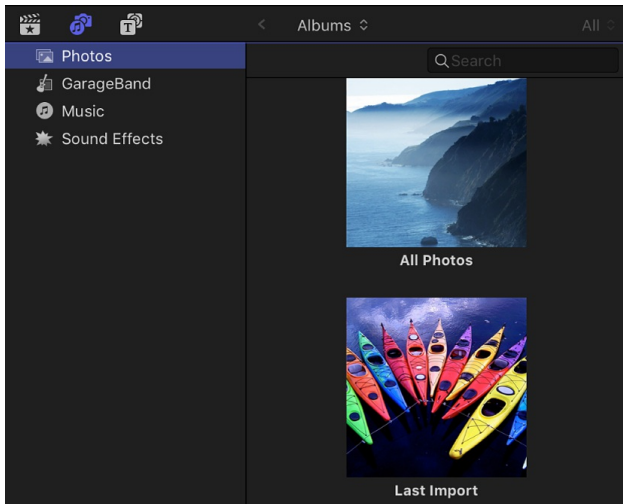 Albums
All
Photos
Search
GarageBand
Music
Sound Effects
All Photos
Last Import